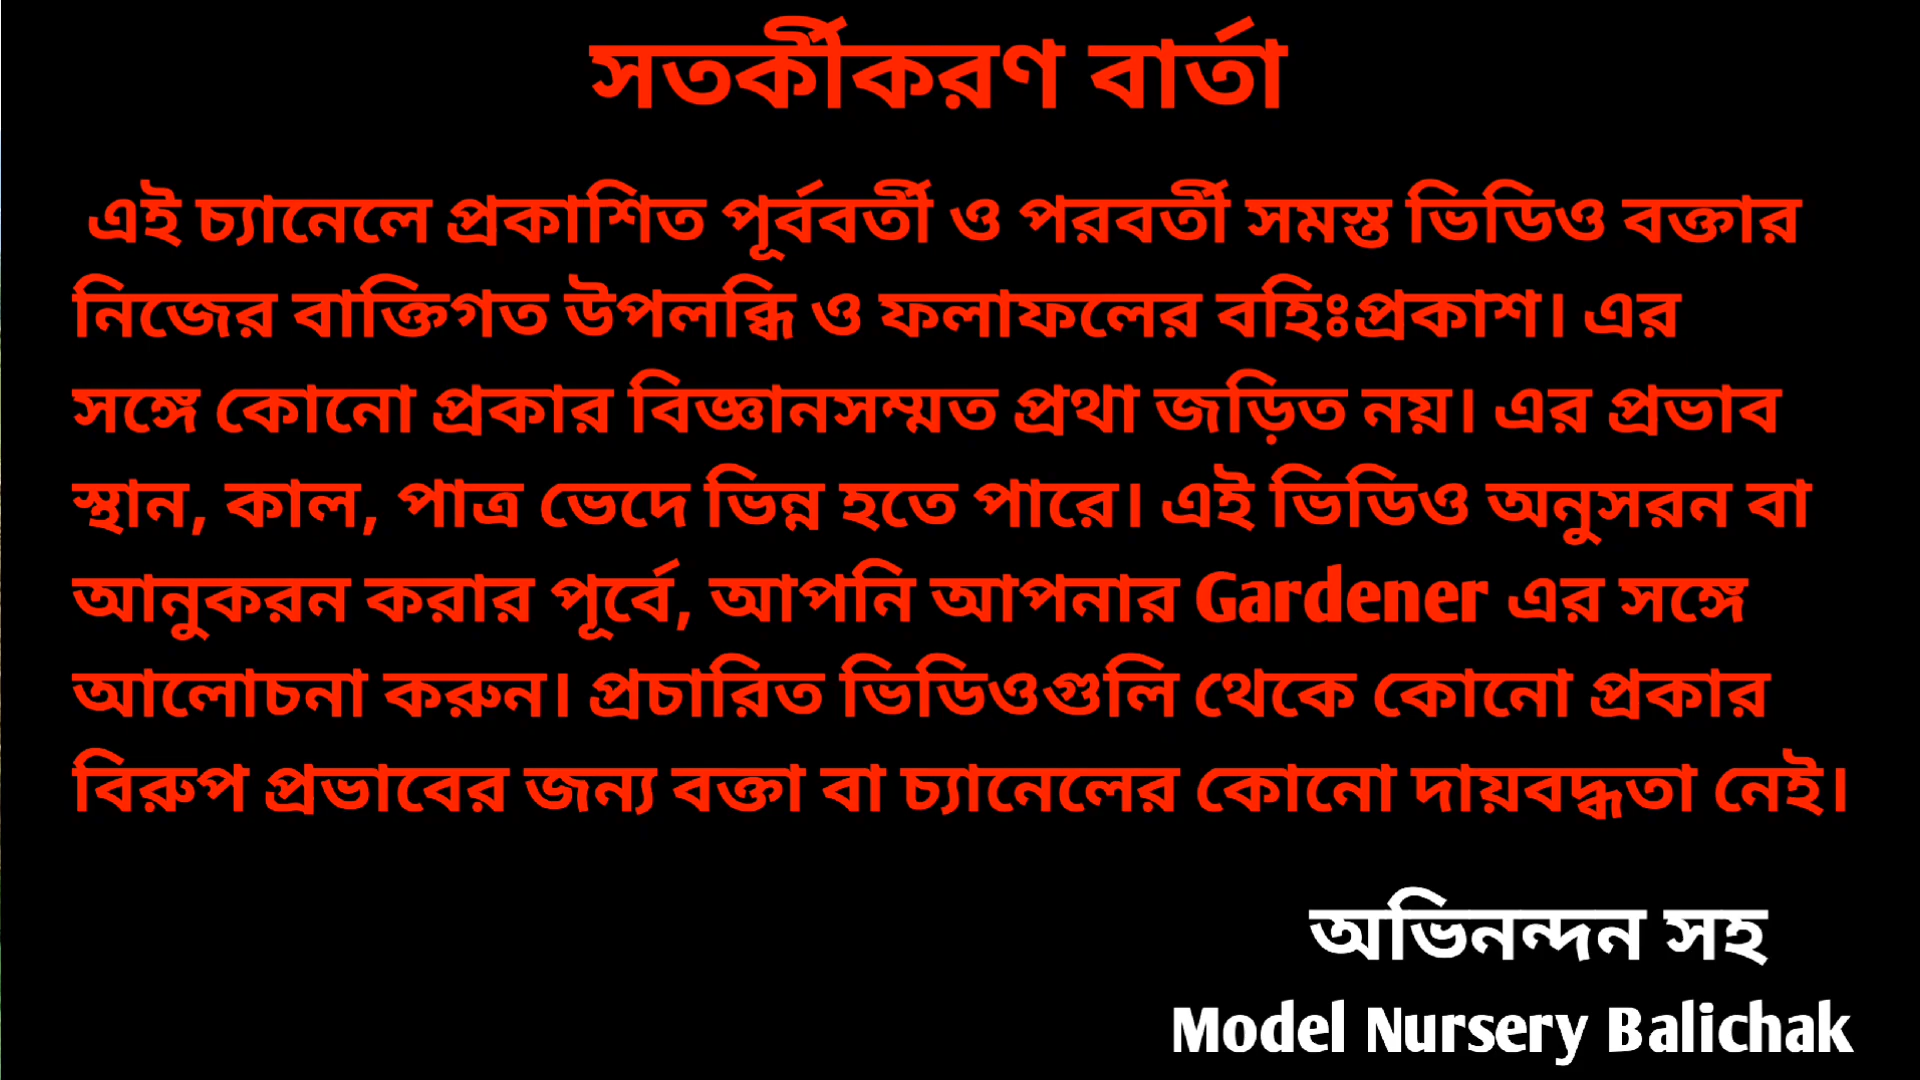 সতর্কীকরণ বার্তা
এই চ্যানেলে প্রকাশিত পূর্ববর্তী ও পরবর্তী সমস্ত ভিডিও বক্তার
নিজের বাক্তিগত উপলব্ধি ও ফলাফলের বহিঃপ্রকাশ। এর
সঙ্গে কোনো প্রকার বিজ্ঞানসম্মত প্রথা জড়িত নয়। এর প্রভাব
স্থান, কাল, পাত্র ভেদে ভিন্ন হতে পারে। এই ভিডিও অনুসরন বা
আনুকরন করার পূর্বে, আপনি আপনার Gardener এর সঙ্গে
আলোচনা করুন। প্রচারিত ভিডিওগুলি থেকে কোনো প্রকার
বিরুপ প্রভাবের জন্য বক্তা বা চ্যানেলের কোনো দায়বদ্ধতা নেই।
অভিনন্দন সহ
Model Nursery Balichak